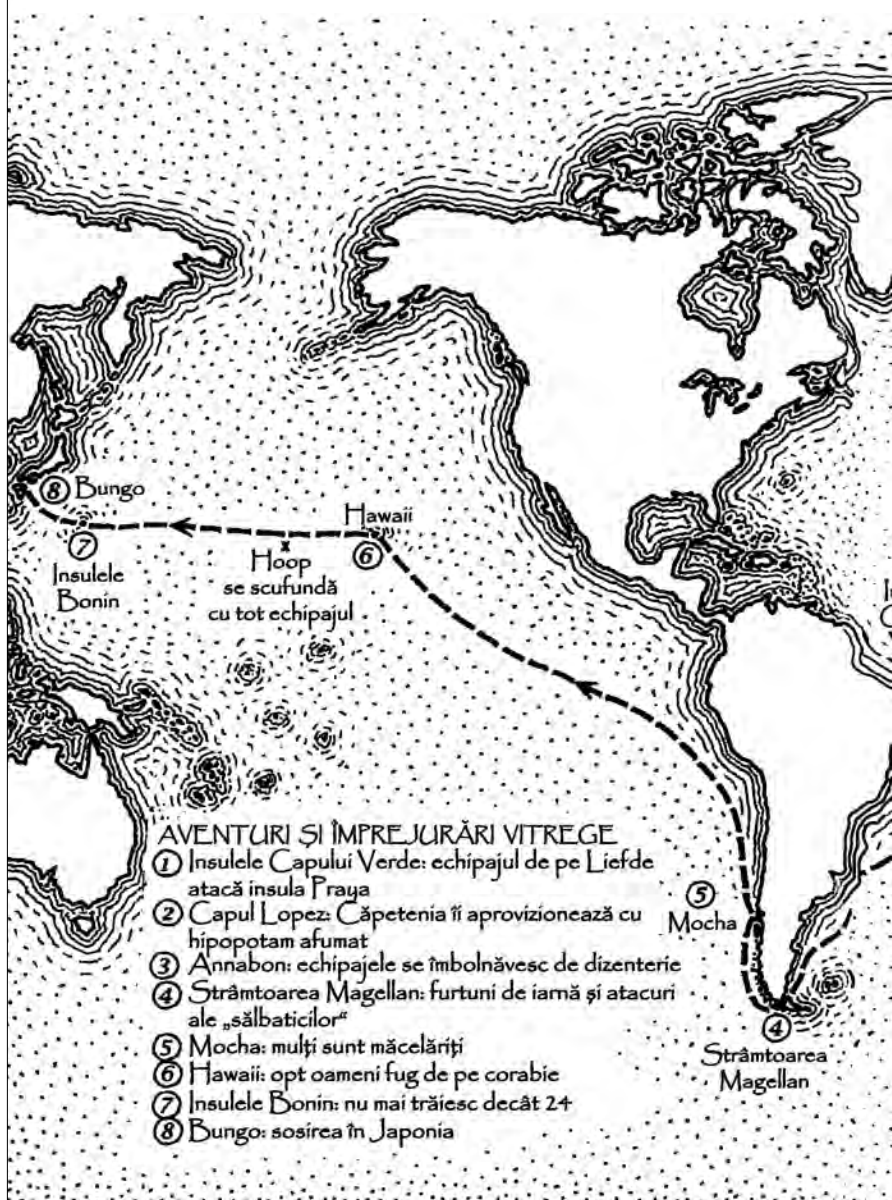 ⑧ Bungo
Hawaii
⑦
⑥
Insulele
Bonin
Hoop
se scufundă
cu tot echipajul
AVENTURI ȘI ÎMPREJURĂRI VITREGE
① Insulele Capului Verde: echipajul de pe Liefde
atacă insula Praya
② Capul Lopez: Căpetenia îi aprovizionează cu
hipopotam afumat
③ Annabon: echipajele se îmbolnăvesc de dizenterie
④ Strâmtoarea Magellan: furtuni de iarnă și atacuri
ale „sălbaticilor“
⑤ Mocha: mulți sunt măcelăriți
⑥ Hawaii: opt oameni fug de pe corabie
⑦ Insulele Bonin: nu mai trăiesc decât 24
⑧ Bungo: sosirea în Japonia
⑤
Mocha
④
Strâmtoarea
Magellan